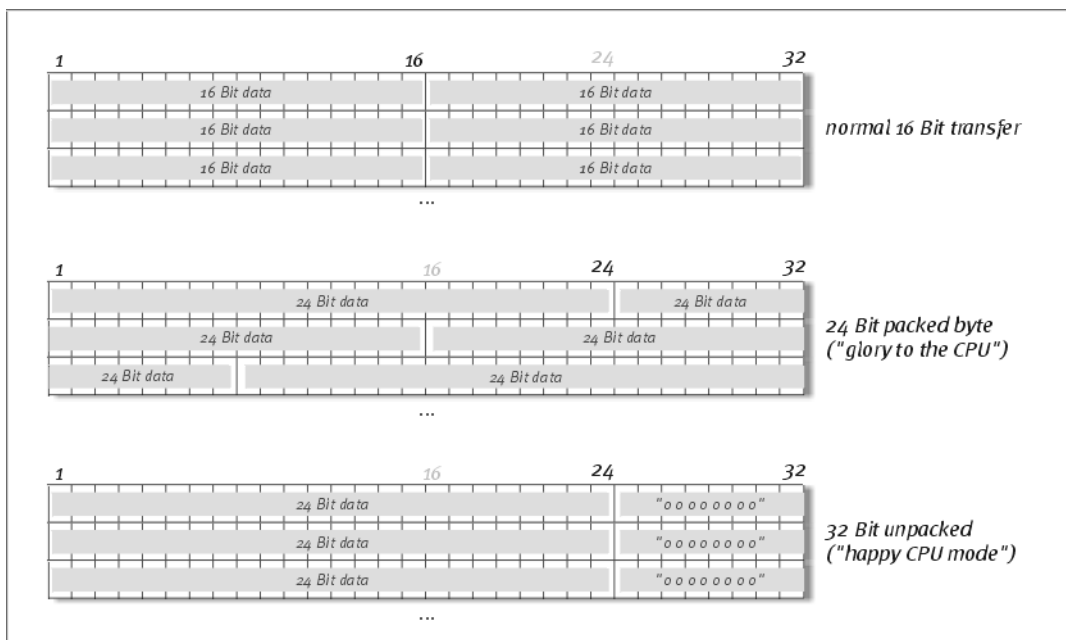 1 16 24 32
16 Bit data 16 Bit data
16 Bit data 16 Bit data
16 Bit data 16 Bit data
...
normal 16 Bit transfer
1 16 24 32
24 Bit data 24 Bit data
24 Bit data 24 Bit data
24 Bit data 24 Bit data
...
24 Bit packed byte
("glory to the CPU")
1 16 24 32
24 Bit data "0 0 0 0 0 0 0 0"
24 Bit data "0 0 0 0 0 0 0 0"
24 Bit data "0 0 0 0 0 0 0 0"
...
32 Bit unpacked
("happy CPU mode")